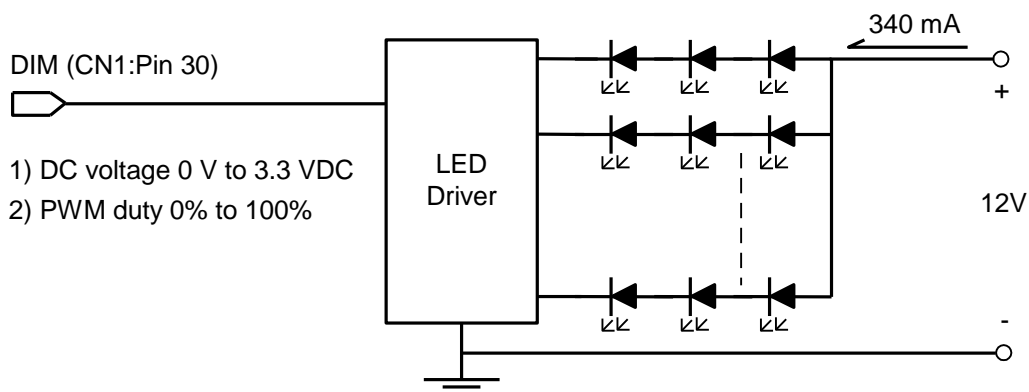 340 mA
DIM (CN1:Pin 30)
+
1) DC voltage 0 V to 3.3 VDC
2) PWM duty 0% to 100%
LED
Driver
12V
-